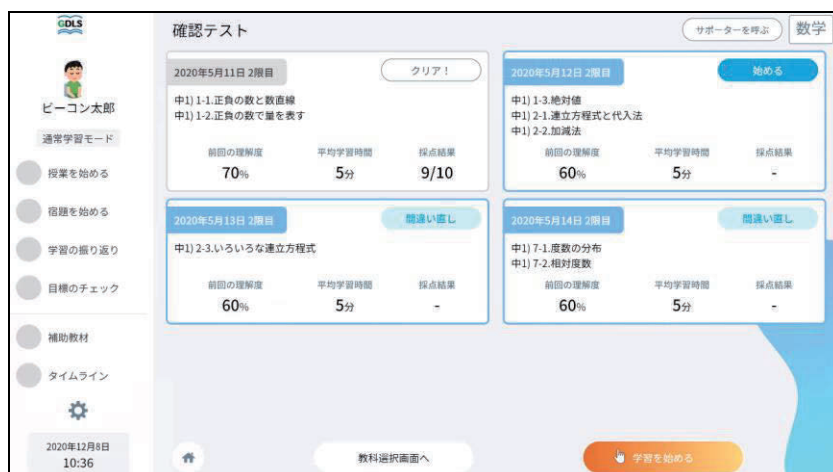 GDLS
ビーコン太郎
通常学習モード
授業を始める
宿題を始める
学習の振り返り
目標のチェック
補助教材
タイムライン
2020年12月8日
10:36
確認テスト
サポーターを呼ぶ
数学
2020年5月11日 2限目
クリア！
中1) 1-1.正負の数と数直線
中1) 1-2.正負の数で量を表す
前回の理解度 平均学習時間 採点結果
70% 5分 9/10
2020年5月12日 2限目
始める
中1) 1-3.絶対値
中1) 2-1.連立方程式と代入法
中1) 2-2.加減法
前回の理解度 平均学習時間 採点結果
60% 5分 -
2020年5月13日 2限目
間違い直し
中1) 2-3.いろいろな連立方程式
前回の理解度 平均学習時間 採点結果
60% 5分 -
2020年5月14日 2限目
間違い直し
中1) 7-1.度数の分布
中1) 7-2.相対度数
前回の理解度 平均学習時間 採点結果
60% 5分 -
教科選択画面へ
学習を始める